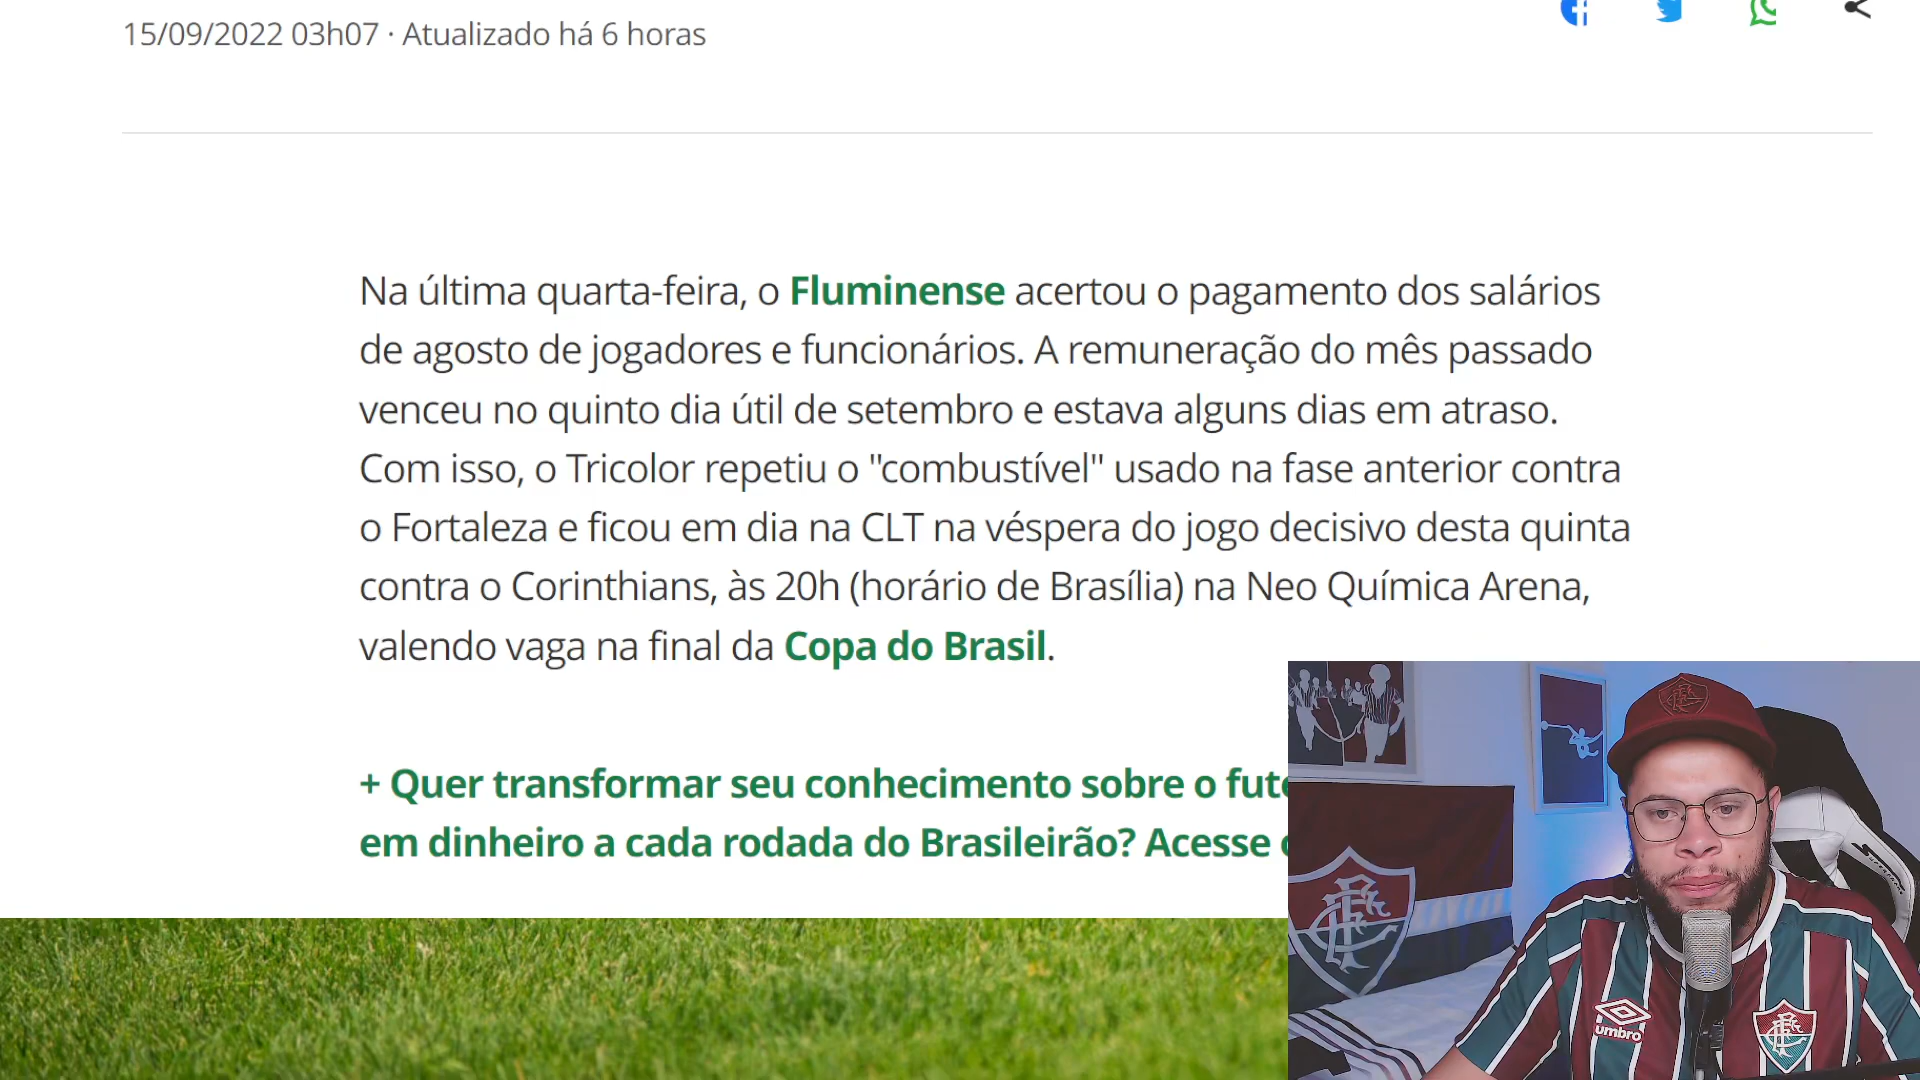 15/09/2022 03h07 · Atualizado há 6 horas
Na última quarta-feira, o Fluminense acertou o pagamento dos salários
de agosto de jogadores e funcionários. A remuneração do mês passado
venceu no quinto dia útil de setembro e estava alguns dias em atraso.
Com isso, o Tricolor repetiu o "combustível" usado na fase anterior contra
o Fortaleza e ficou em dia na CLT na véspera do jogo decisivo desta quinta
contra o Corinthians, às 20h (horário de Brasília) na Neo Química Arena,
valendo vaga na final da Copa do Brasil.
+ Quer transformar seu conhecimento sobre o
em dinheiro a cada rodada do Brasileirão? Acesse
umbro